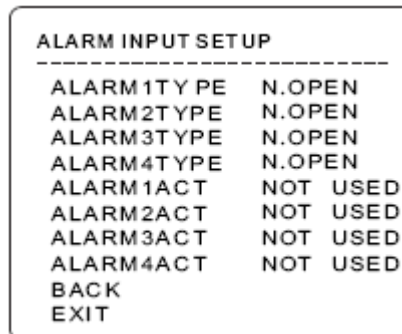 ALARM INPUT SETUP
----------------------------
ALARM1TYPE N.OPEN
ALARM2TYPE N.OPEN
ALARM3TYPE N.OPEN
ALARM4TYPE N.OPEN
ALARM1ACT NOT USED
ALARM2ACT NOT USED
ALARM3ACT NOT USED
ALARM4ACT NOT USED
BACK
EXIT